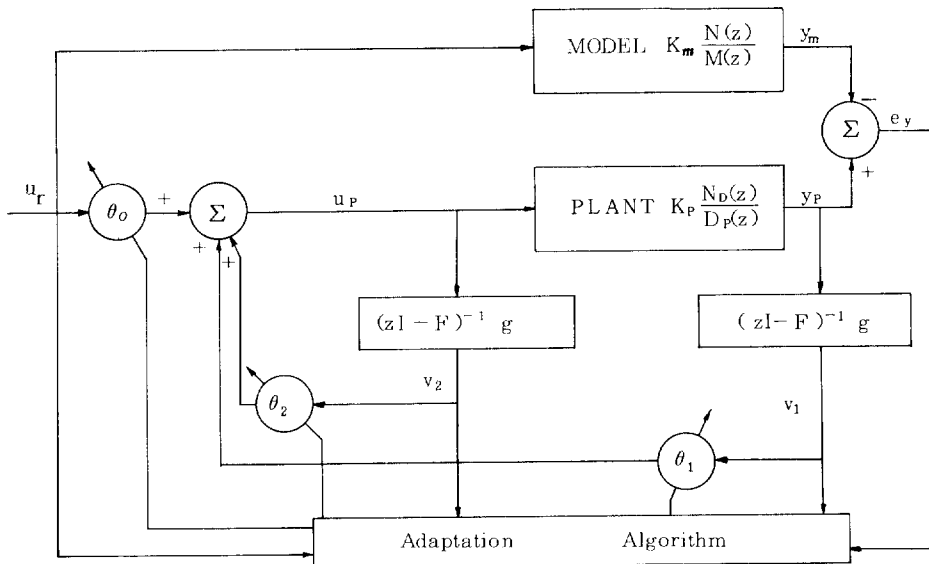 MODEL K_m N(z)/M(z)
y_m
−
Σ
e_y
+
u_r
θ_0
+
Σ
+
+
u_P
PLANT K_P N_D(z)/D_P(z)
y_P
(zI − F)^−1 g
(zI − F)^−1 g
v_2
v_1
θ_2
θ_1
Adaptation Algorithm